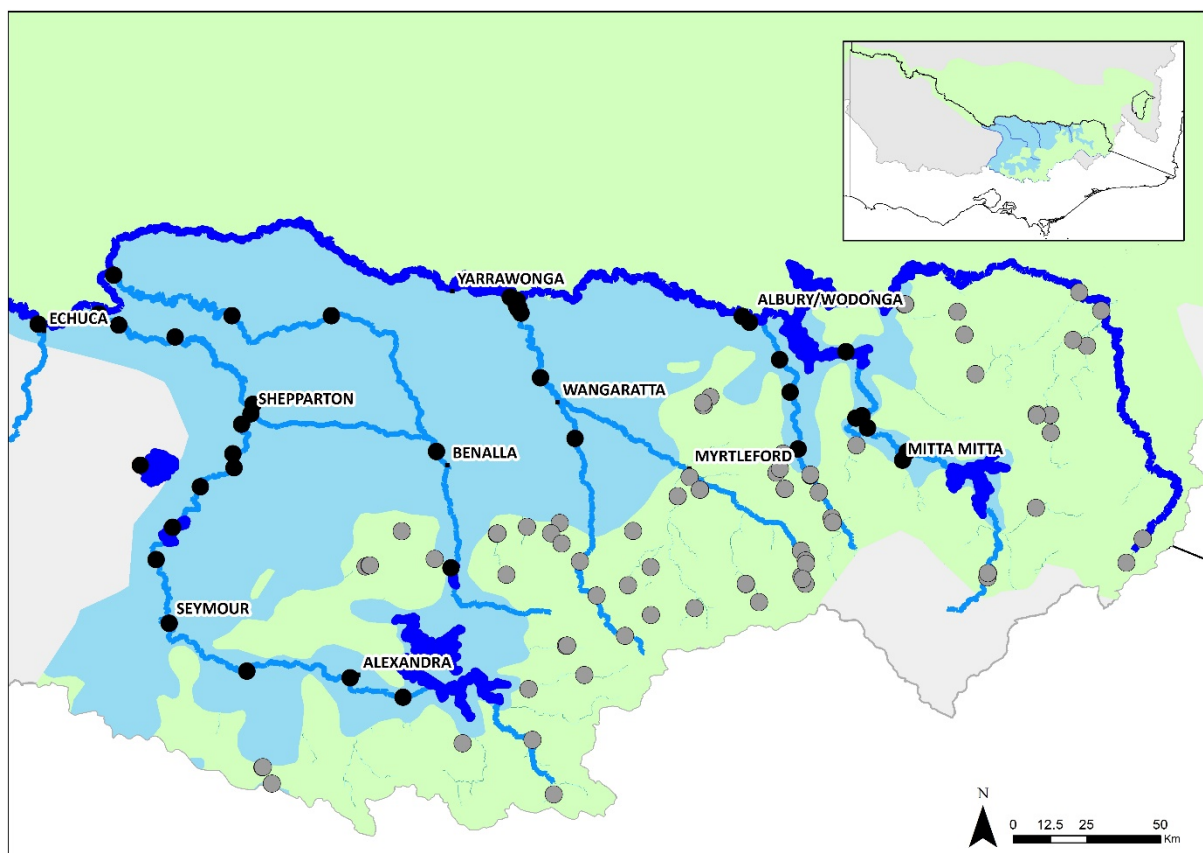 YARRAWONGA
ALBURY/WODONGA
ECHUCA
WANGARATTA
SHEPPARTON
BENALLA
MYRTLEFORD
MITTA MITTA
SEYMOUR
ALEXANDRA
N
0 12.5 25 50
Km